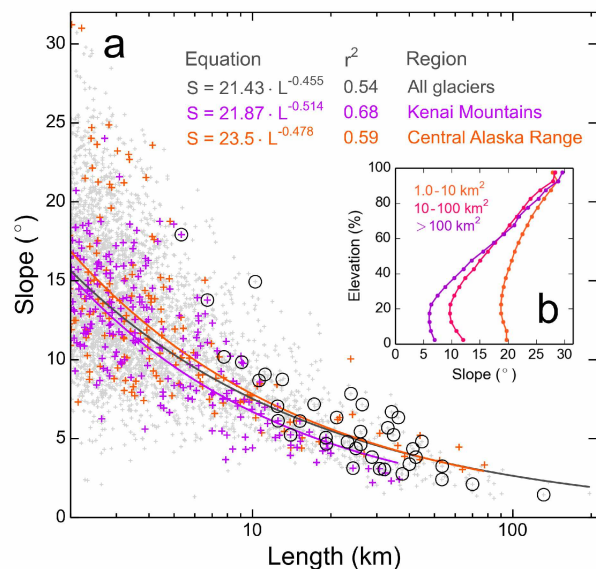 a
Equation r² Region
S = 21.43 · L⁻⁰·⁴⁵⁵ 0.54 All glaciers
S = 21.87 · L⁻⁰·⁵¹⁴ 0.68 Kenai Mountains
S = 23.5 · L⁻⁰·⁴⁷⁸ 0.59 Central Alaska Range
Slope (°)
30
25
20
15
10
5
0
10 100
Length (km)
b
1.0-10 km²
10-100 km²
>100 km²
Elevation (%)
100
80
60
40
20
0
0 5 10 15 20 25 30
Slope (°)